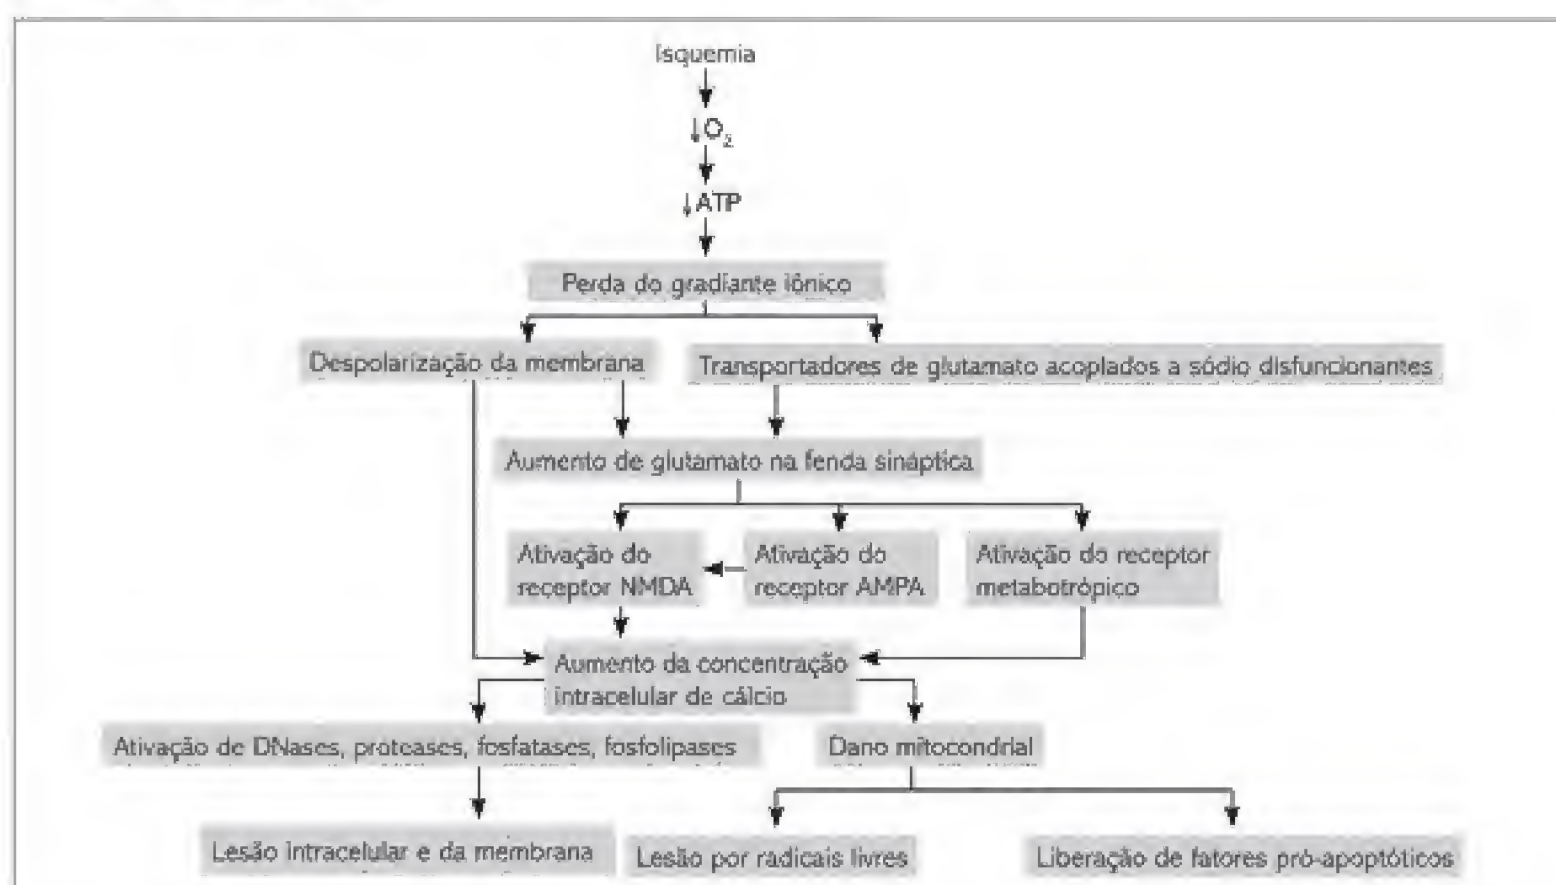 Isquemia
↓O₂
↓ATP
Perda do gradiante iônico
Despolarização da membrana
Transportadores de glutamato acoplados a sódio disfuncionantes
Aumento de glutamato na fenda sináptica
Ativação do
receptor NMDA
Ativação do
receptor AMPA
Ativação do receptor
metabotrópico
Aumento da concentração
intracelular de cálcio
Ativação de DNases, proteases, fosfatases, fosfolipases
Dano mitocondrial
Lesão intracelular e da membrana
Lesão por radicais livres
Liberação de fatores pró-apoptóticos